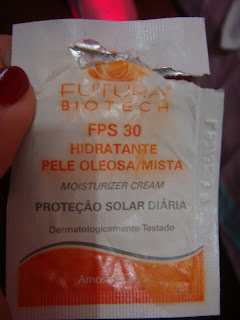 FUTURA
BIOTECH
FPS 30
HIDRATANTE
PELE OLEOSA/MISTA
MOISTURIZER CREAM
PROTEÇÃO SOLAR DIÁRIA
Dermatologicamente Testado